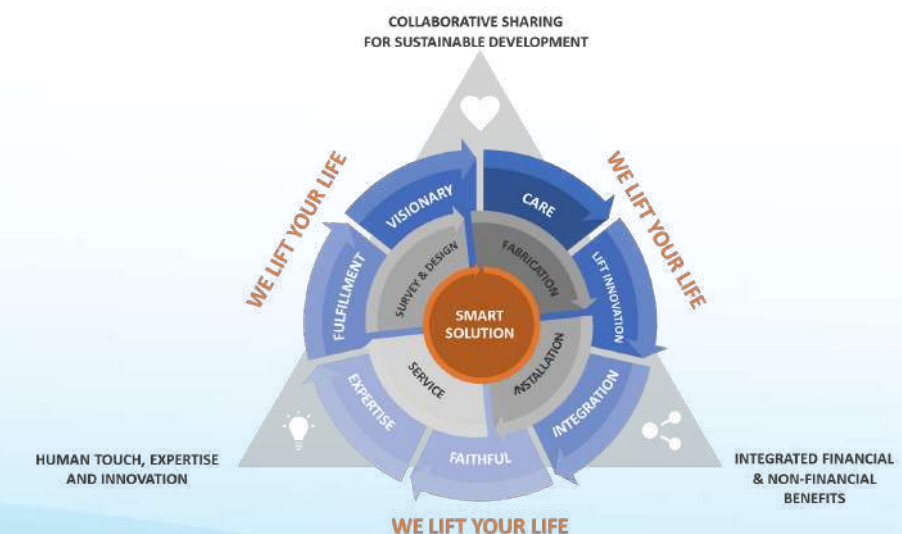 COLLABORATIVE SHARING
FOR SUSTAINABLE DEVELOPMENT
WE LIFT YOUR LIFE
WE LIFT YOUR LIFE
VISIONARY
CARE
SURVEY & DESIGN
FABRICATION
FULFILLMENT
LIFT INNOVATION
SMART
SOLUTION
SERVICE
INSTALLATION
EXPERTISE
INTEGRATION
FAITHFUL
HUMAN TOUCH, EXPERTISE
AND INNOVATION
INTEGRATED FINANCIAL
& NON-FINANCIAL
BENEFITS
WE LIFT YOUR LIFE